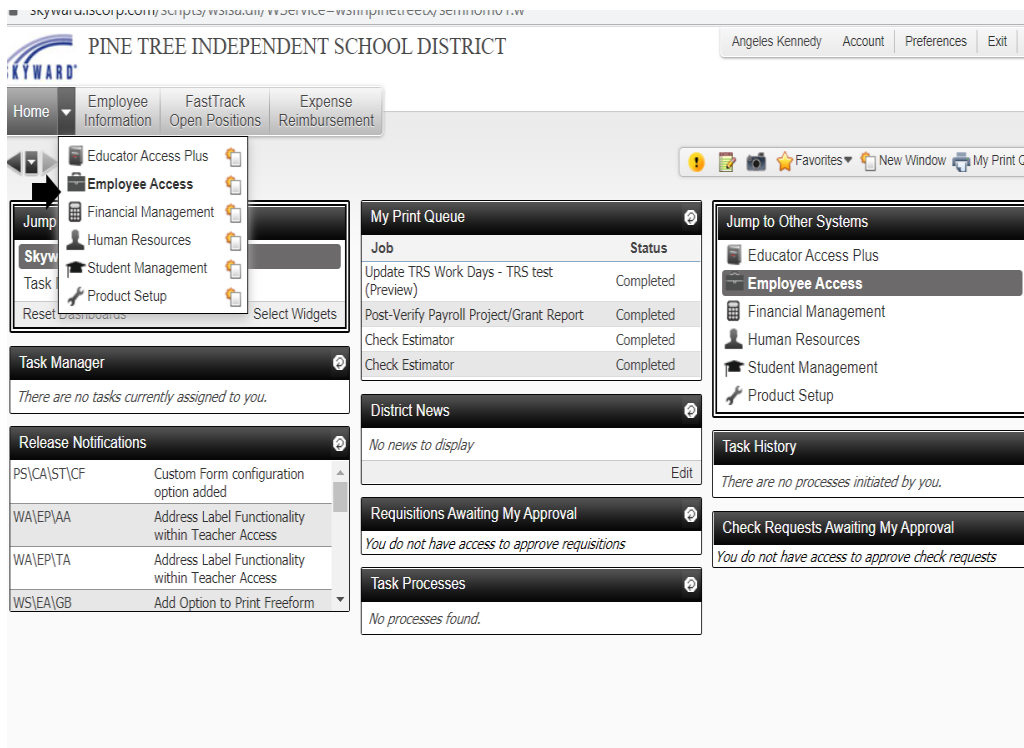 skyward.iscorp.com/scripts/wsisa.dll/WService=wsfinpinetreetx/semhom01.w
SKYWARD
PINE TREE INDEPENDENT SCHOOL DISTRICT
Angeles Kennedy Account Preferences Exit
Home
Employee Information
FastTrack Open Positions
Expense Reimbursement
Favorites New Window My Print Q
Educator Access Plus
Employee Access
Financial Management
Human Resources
Student Management
Product Setup
Jump
Skyw
Task
Reset Dashboards Select Widgets
Task Manager
There are no tasks currently assigned to you.
Release Notifications
PS\CA\ST\CF Custom Form configuration
option added
WA\EP\AA Address Label Functionality
within Teacher Access
WA\EP\TA Address Label Functionality
within Teacher Access
WS\EA\GB Add Option to Print Freeform
My Print Queue
Job Status
Update TRS Work Days - TRS test
(Preview) Completed
Post-Verify Payroll Project/Grant Report Completed
Check Estimator Completed
Check Estimator Completed
District News
No news to display
Edit
Requisitions Awaiting My Approval
You do not have access to approve requisitions
Task Processes
No processes found.
Jump to Other Systems
Educator Access Plus
Employee Access
Financial Management
Human Resources
Student Management
Product Setup
Task History
There are no processes initiated by you.
Check Requests Awaiting My Approval
You do not have access to approve check requests